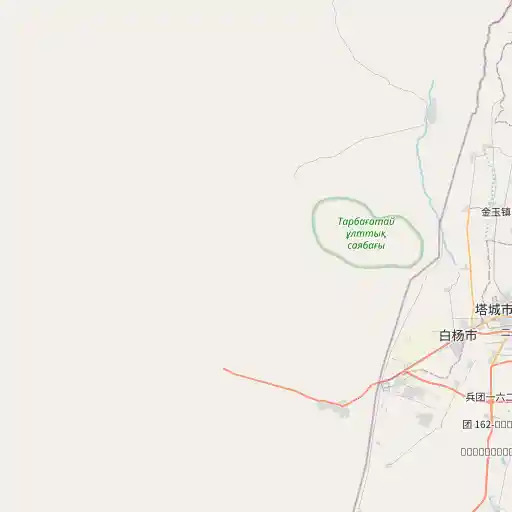 金玉镇
Тарбағатай
ұлттық
саябағы
塔城市
白杨市
兵团一六二
团 162-